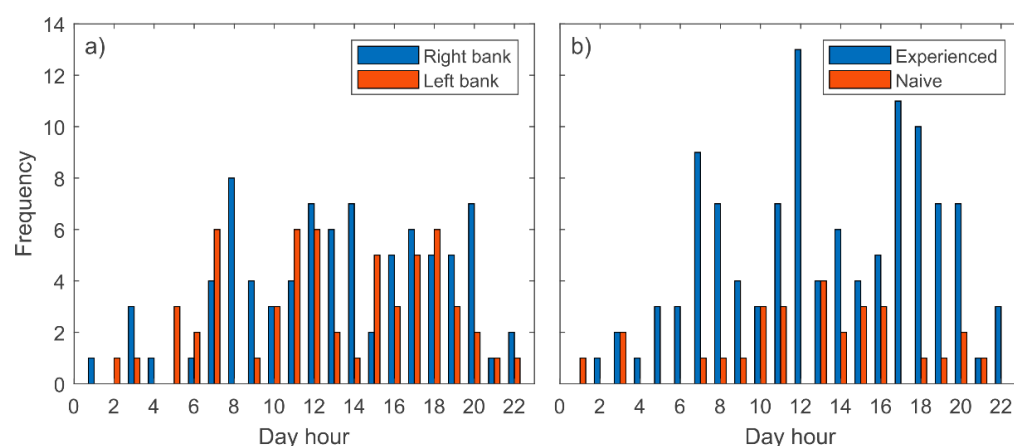 a)
Right bank
Left bank
Frequency
14
12
10
8
6
4
2
0
0 2 4 6 8 10 12 14 16 18 20 22
Day hour
b)
Experienced
Naive
0 2 4 6 8 10 12 14 16 18 20 22
Day hour